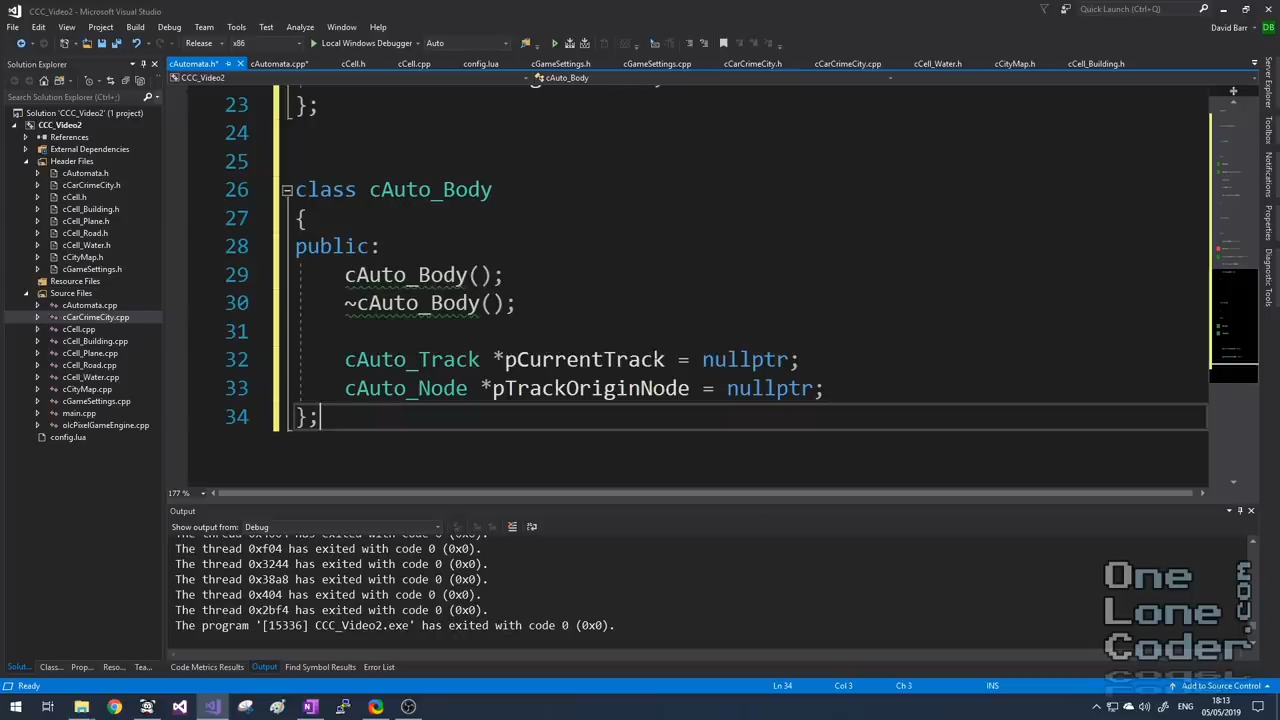 CCC_Video2 - Microsoft Visual Studio
Quick Launch (Ctrl+Q)
File Edit View Project Build Debug Team Tools Test Analyze Window Help
David Barr DB
Release x86 Local Windows Debugger Auto
Solution Explorer
cAutomata.h* cAutomata.cpp* cCell.h cCell.cpp config.lua cGameSettings.h cGameSettings.cpp cCarCrimeCity.h cCarCrimeCity.cpp cCell_Water.h cCityMap.h cCell_Building.h
CCC_Video2 cAuto_Body
Search Solution Explorer (Ctrl+;)
Solution 'CCC_Video2' (1 project)
CCC_Video2
References
External Dependencies
Header Files
cAutomata.h
cCarCrimeCity.h
cCell.h
cCell_Building.h
cCell_Plane.h
cCell_Road.h
cCell_Water.h
cCityMap.h
cGameSettings.h
Resource Files
Source Files
cAutomata.cpp
cCarCrimeCity.cpp
cCell.cpp
cCell_Building.cpp
cCell_Plane.cpp
cCell_Road.cpp
cCell_Water.cpp
cCityMap.cpp
cGameSettings.cpp
main.cpp
olcPixelGameEngine.cpp
config.lua
23 };
24
25
26 class cAuto_Body
27 {
28 public:
29 cAuto_Body();
30 ~cAuto_Body();
31
32 cAuto_Track *pCurrentTrack = nullptr;
33 cAuto_Node *pTrackOriginNode = nullptr;
34 };
Server Explorer
Toolbox
Notifications
Properties
Diagnostic Tools
177 %
Output
Show output from: Debug
The thread 0xf04 has exited with code 0 (0x0).
The thread 0x3244 has exited with code 0 (0x0).
The thread 0x38a8 has exited with code 0 (0x0).
The thread 0x404 has exited with code 0 (0x0).
The thread 0x2bf4 has exited with code 0 (0x0).
The program '[15336] CCC_Video2.exe' has exited with code 0 (0x0).
One
Lone
Coder
.com
Solut... Class... Prop... Reso... Tea... Code Metrics Results Output Find Symbol Results Error List
Ready Ln 34 Col 3 Ch 3 INS Add to Source Control
ENG 18:13
05/05/2019